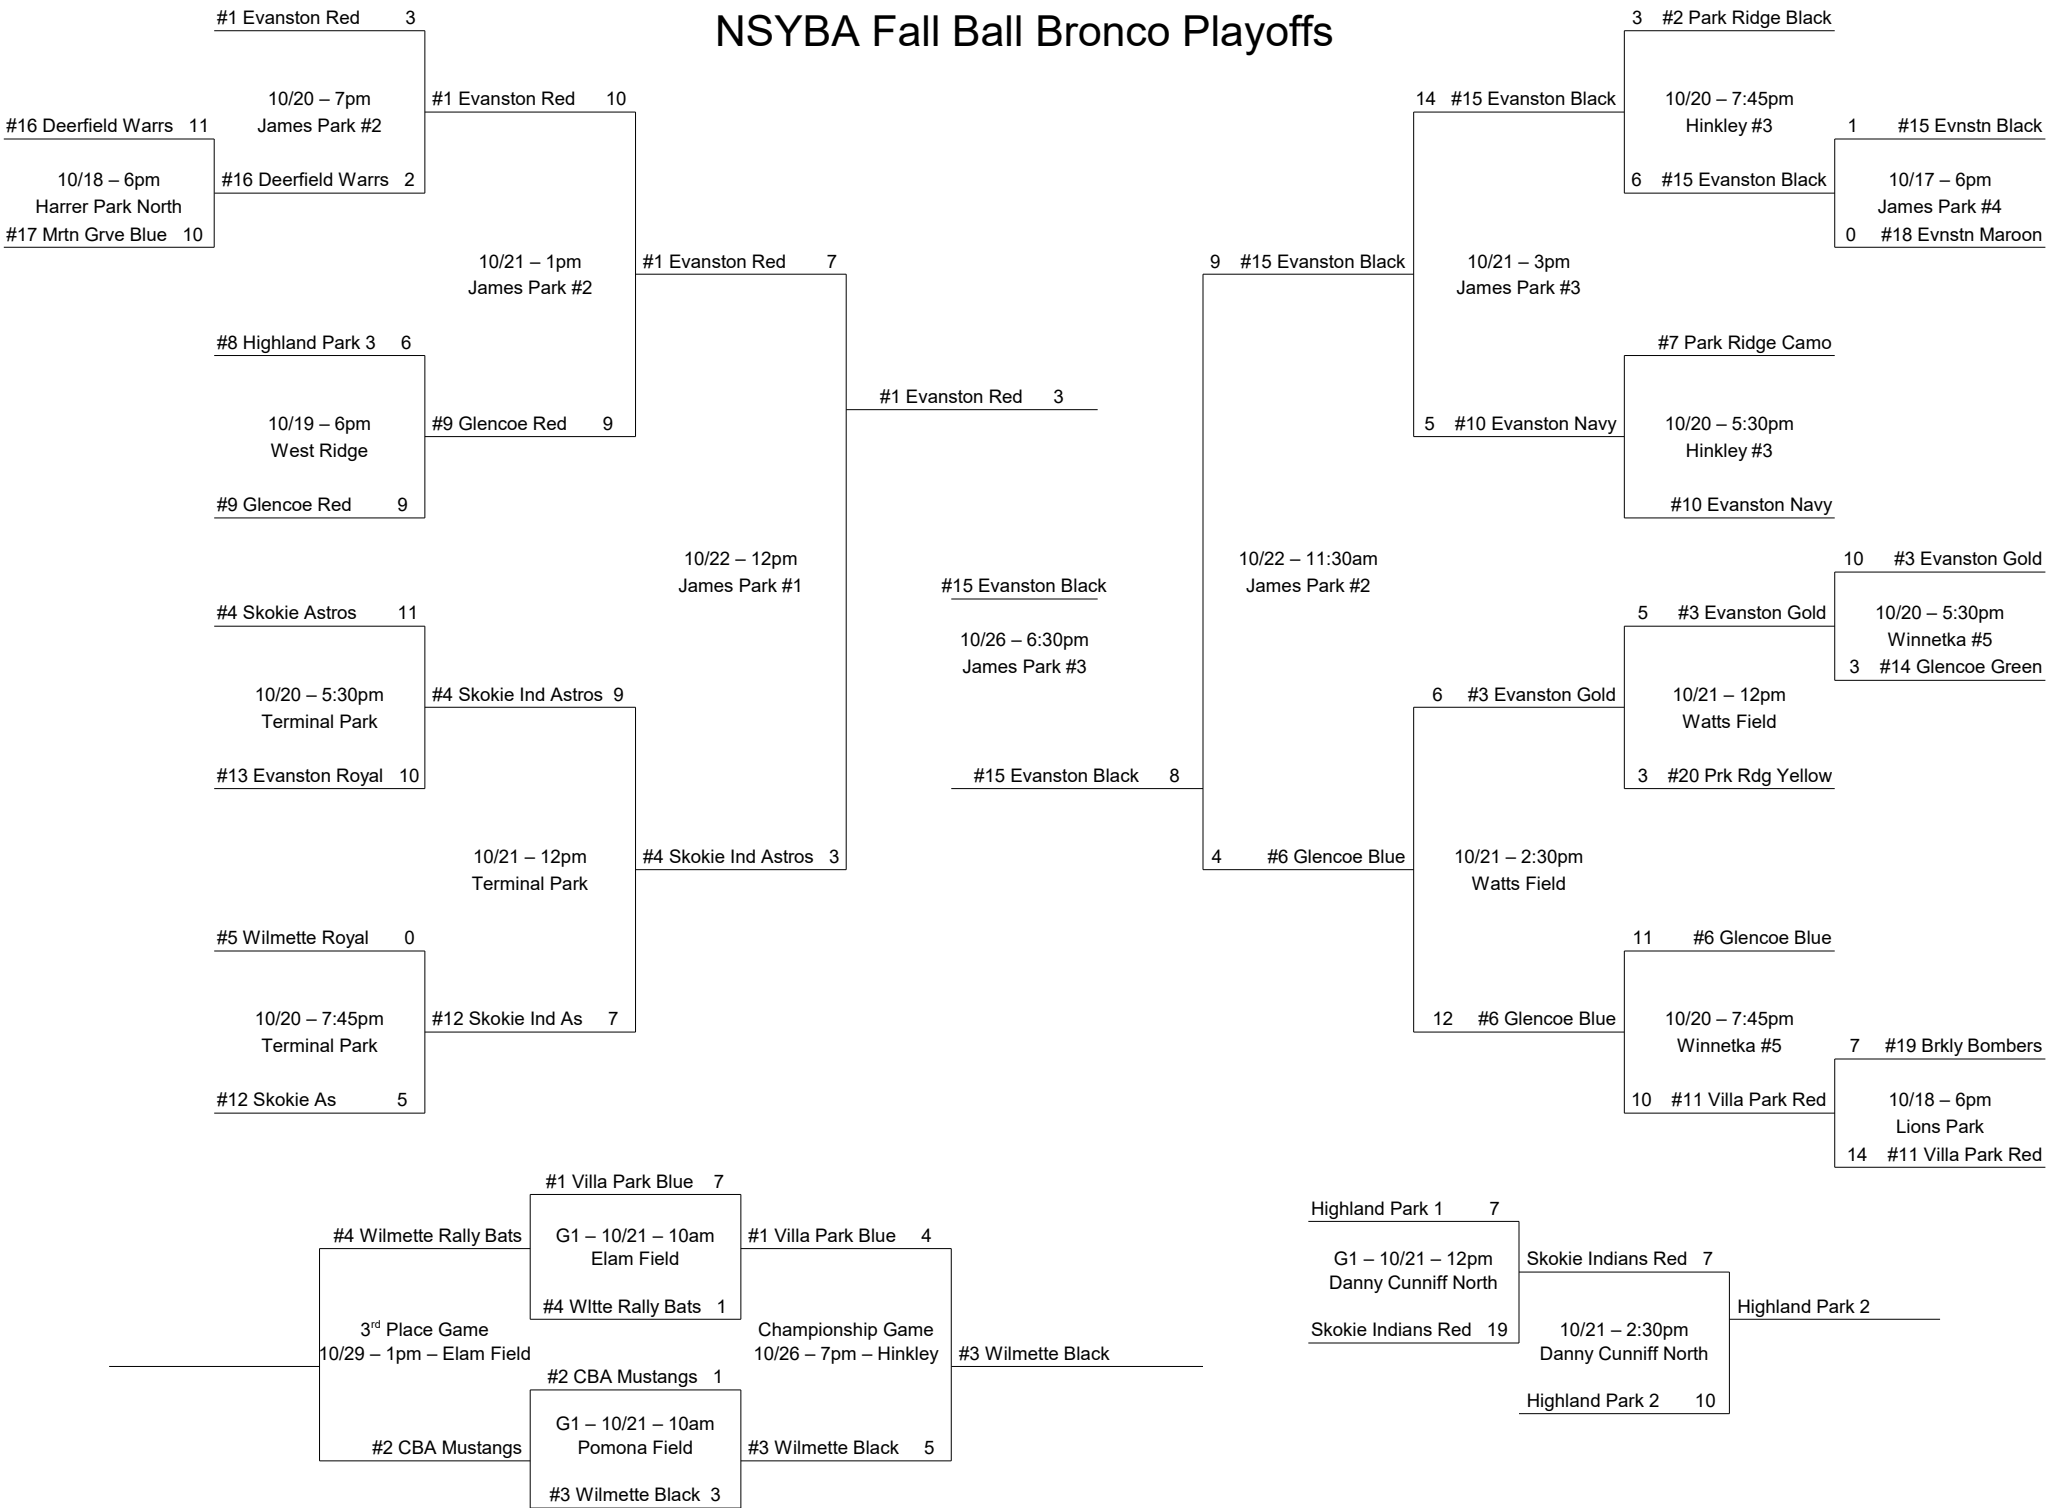 NSYBA Fall Ball Bronco Playoffs
#1 Evanston Red 3
10/20 – 7pm
James Park #2
#16 Deerfield Warrs 11
10/18 – 6pm
Harrer Park North
#17 Mrtn Grve Blue 10
#16 Deerfield Warrs 2
#1 Evanston Red 10
10/21 – 1pm
James Park #2
#8 Highland Park 3 6
10/19 – 6pm
West Ridge
#9 Glencoe Red 9
#9 Glencoe Red 9
#1 Evanston Red 7
10/22 – 12pm
James Park #1
#4 Skokie Astros 11
10/20 – 5:30pm
Terminal Park
#13 Evanston Royal 10
#4 Skokie Ind Astros 9
10/21 – 12pm
Terminal Park
#5 Wilmette Royal 0
10/20 – 7:45pm
Terminal Park
#12 Skokie As 5
#12 Skokie Ind As 7
#4 Skokie Ind Astros 3
#1 Evanston Red 3
#15 Evanston Black
10/26 – 6:30pm
James Park #3
#15 Evanston Black 8
3 #2 Park Ridge Black
10/20 – 7:45pm
Hinkley #3
1 #15 Evnstn Black
10/17 – 6pm
James Park #4
0 #18 Evnstn Maroon
6 #15 Evanston Black
14 #15 Evanston Black
10/21 – 3pm
James Park #3
#7 Park Ridge Camo
10/20 – 5:30pm
Hinkley #3
#10 Evanston Navy
5 #10 Evanston Navy
9 #15 Evanston Black
10/22 – 11:30am
James Park #2
10 #3 Evanston Gold
10/20 – 5:30pm
Winnetka #5
3 #14 Glencoe Green
5 #3 Evanston Gold
10/21 – 12pm
Watts Field
3 #20 Prk Rdg Yellow
6 #3 Evanston Gold
10/21 – 2:30pm
Watts Field
4 #6 Glencoe Blue
11 #6 Glencoe Blue
10/20 – 7:45pm
Winnetka #5
12 #6 Glencoe Blue
7 #19 Brkly Bombers
10/18 – 6pm
Lions Park
14 #11 Villa Park Red
10 #11 Villa Park Red
#1 Villa Park Blue 7
G1 – 10/21 – 10am
Elam Field
#4 Wltte Rally Bats 1
#4 Wilmette Rally Bats
3rd Place Game
10/29 – 1pm – Elam Field
#2 CBA Mustangs
#2 CBA Mustangs 1
G1 – 10/21 – 10am
Pomona Field
#3 Wilmette Black 3
#1 Villa Park Blue 4
Championship Game
10/26 – 7pm – Hinkley
#3 Wilmette Black 5
#3 Wilmette Black
Highland Park 1 7
G1 – 10/21 – 12pm
Danny Cunniff North
Skokie Indians Red 19
Skokie Indians Red 7
10/21 – 2:30pm
Danny Cunniff North
Highland Park 2 10
Highland Park 2